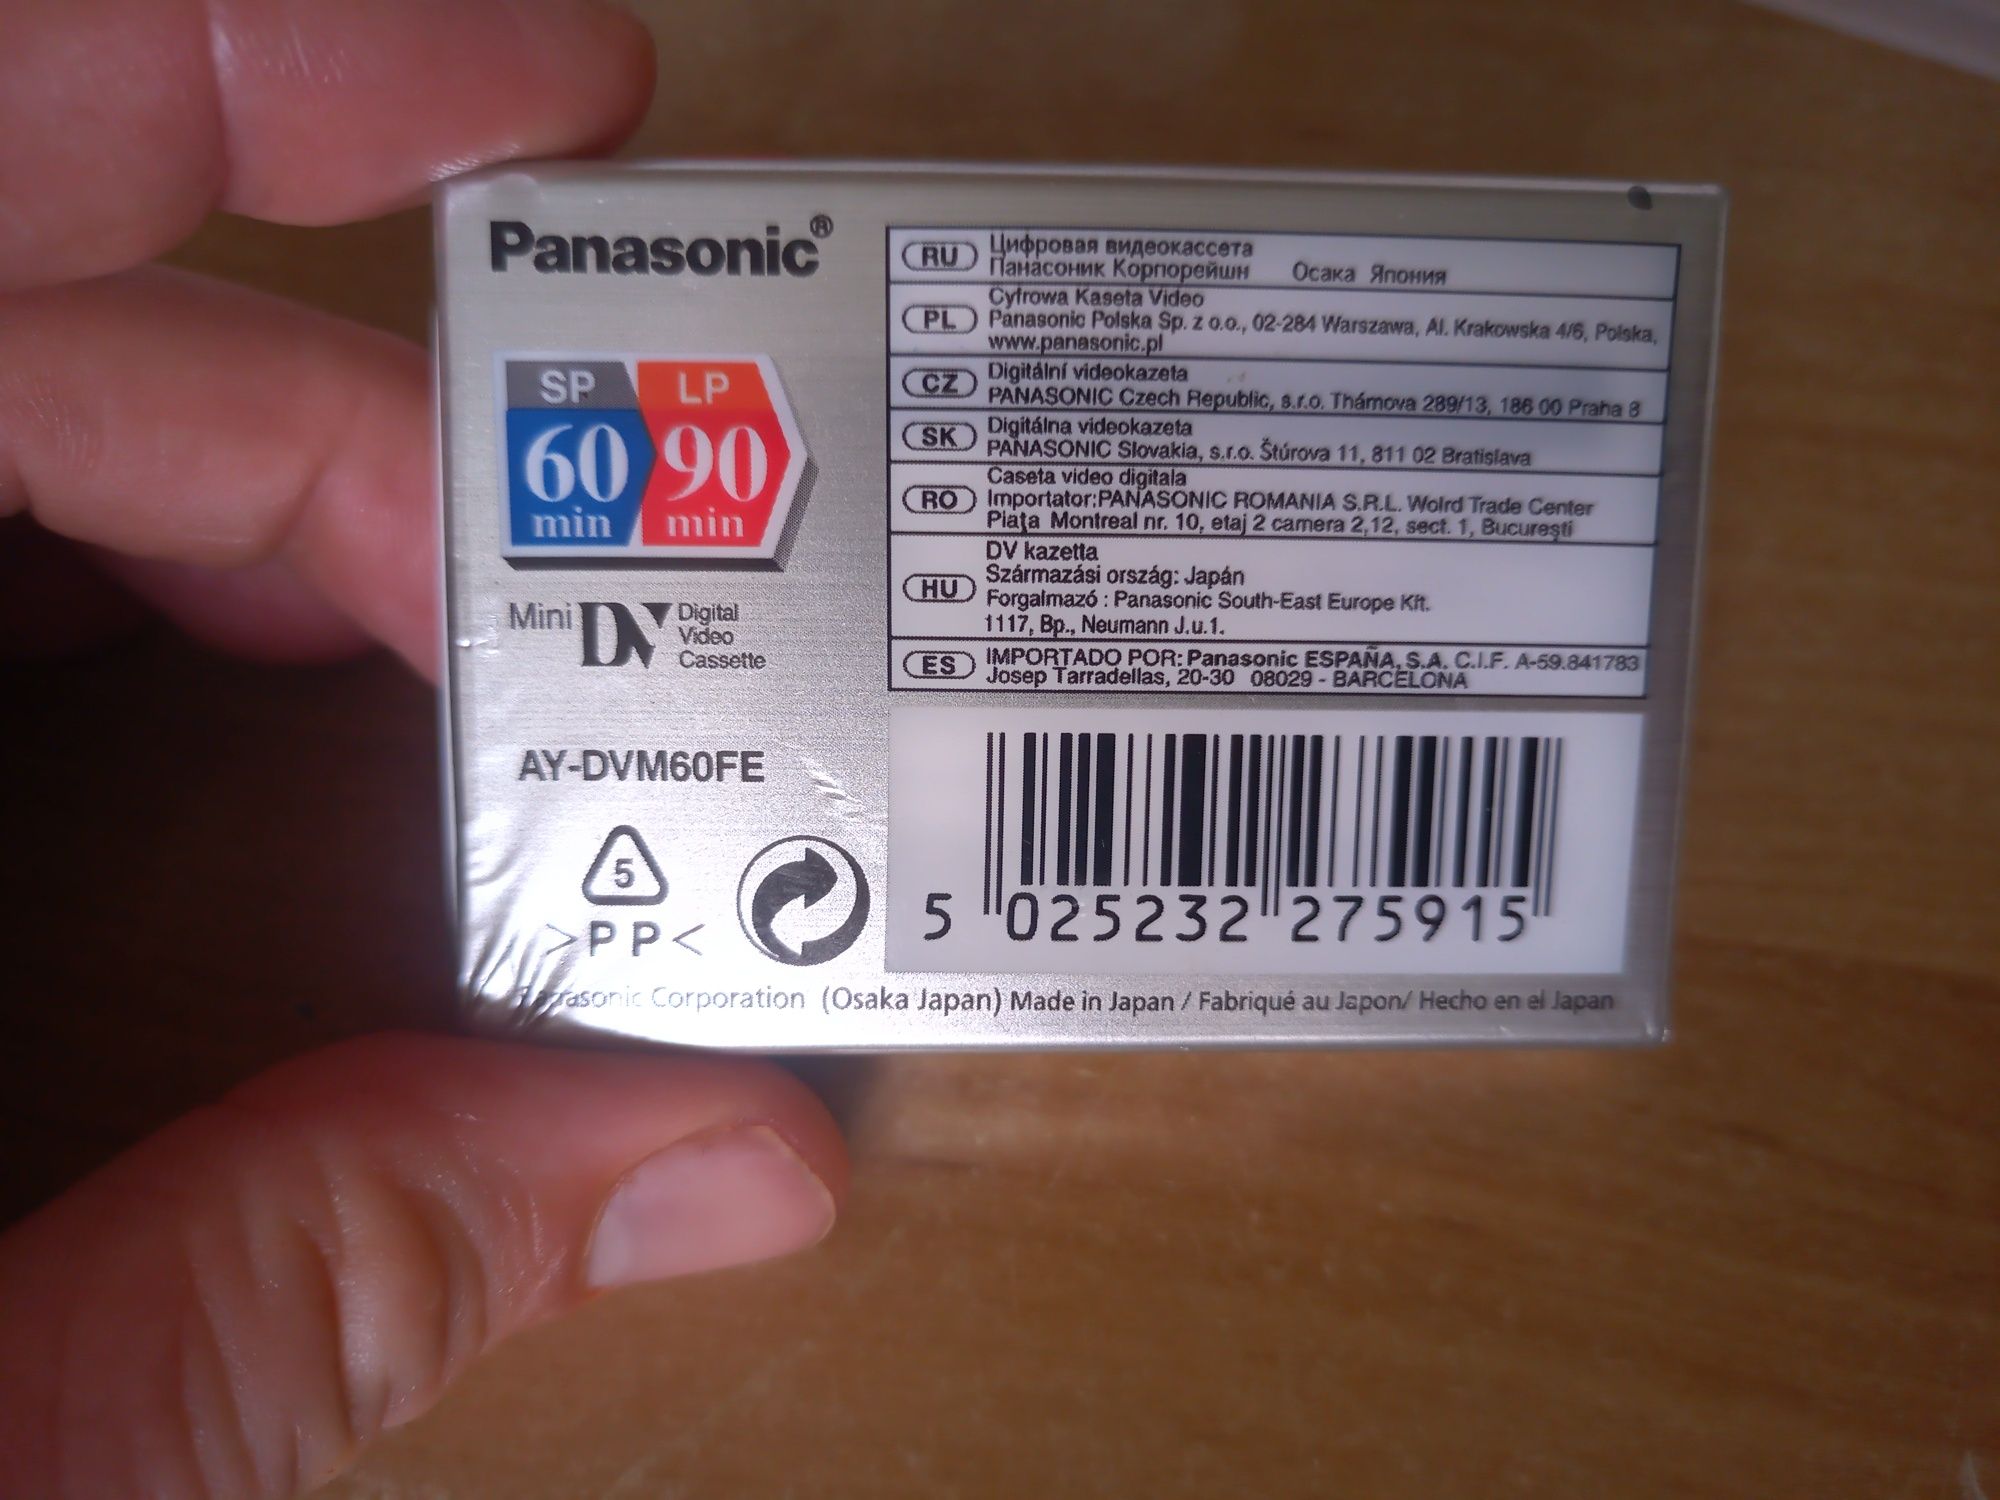 Panasonic®
SP LP
60 90
min min
Mini DV Digital
Video
Cassette
AY-DVM60FE
5
>PP<
RU Цифровая видеокассета
Панасоник Корпорейшн Осака Япония
PL Cyfrowa Kaseta Video
Panasonic Polska Sp. z o.o., 02-284 Warszawa, Al. Krakowska 4/6, Polska,
www.panasonic.pl
CZ Digitální videokazeta
PANASONIC Czech Republic, s.r.o. Thámova 289/13, 186 00 Praha 8
SK Digitálna videokazeta
PANASONIC Slovakia, s.r.o. Štúrova 11, 811 02 Bratislava
RO Caseta video digitala
Importator:PANASONIC ROMANIA S.R.L. Wolrd Trade Center
Piaţa Montreal nr. 10, etaj 2 camera 2,12, sect. 1, Bucureşti
HU DV kazetta
Szármázási ország: Japán
Forgalmazó : Panasonic South-East Europe Kft.
1117, Bp., Neumann J.u.1.
ES IMPORTADO POR: Panasonic ESPAÑA, S.A. C.I.F. A-59.841783
Josep Tarradellas, 20-30 08029 - BARCELONA
5 025232 275915
Panasonic Corporation (Osaka Japan) Made in Japan / Fabriqué au Japon/ Hecho en el Japan